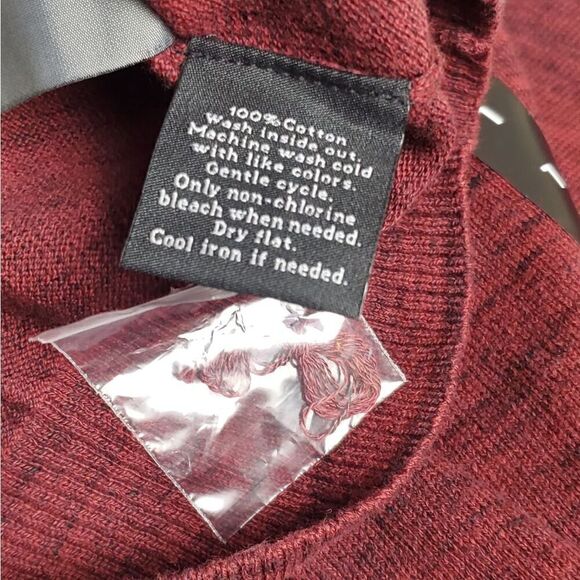 100% Cotton
wash inside out.
Machine wash cold
with like colors.
Gentle cycle.
Only non-chlorine
bleach when needed.
Dry flat.
Cool iron if needed.